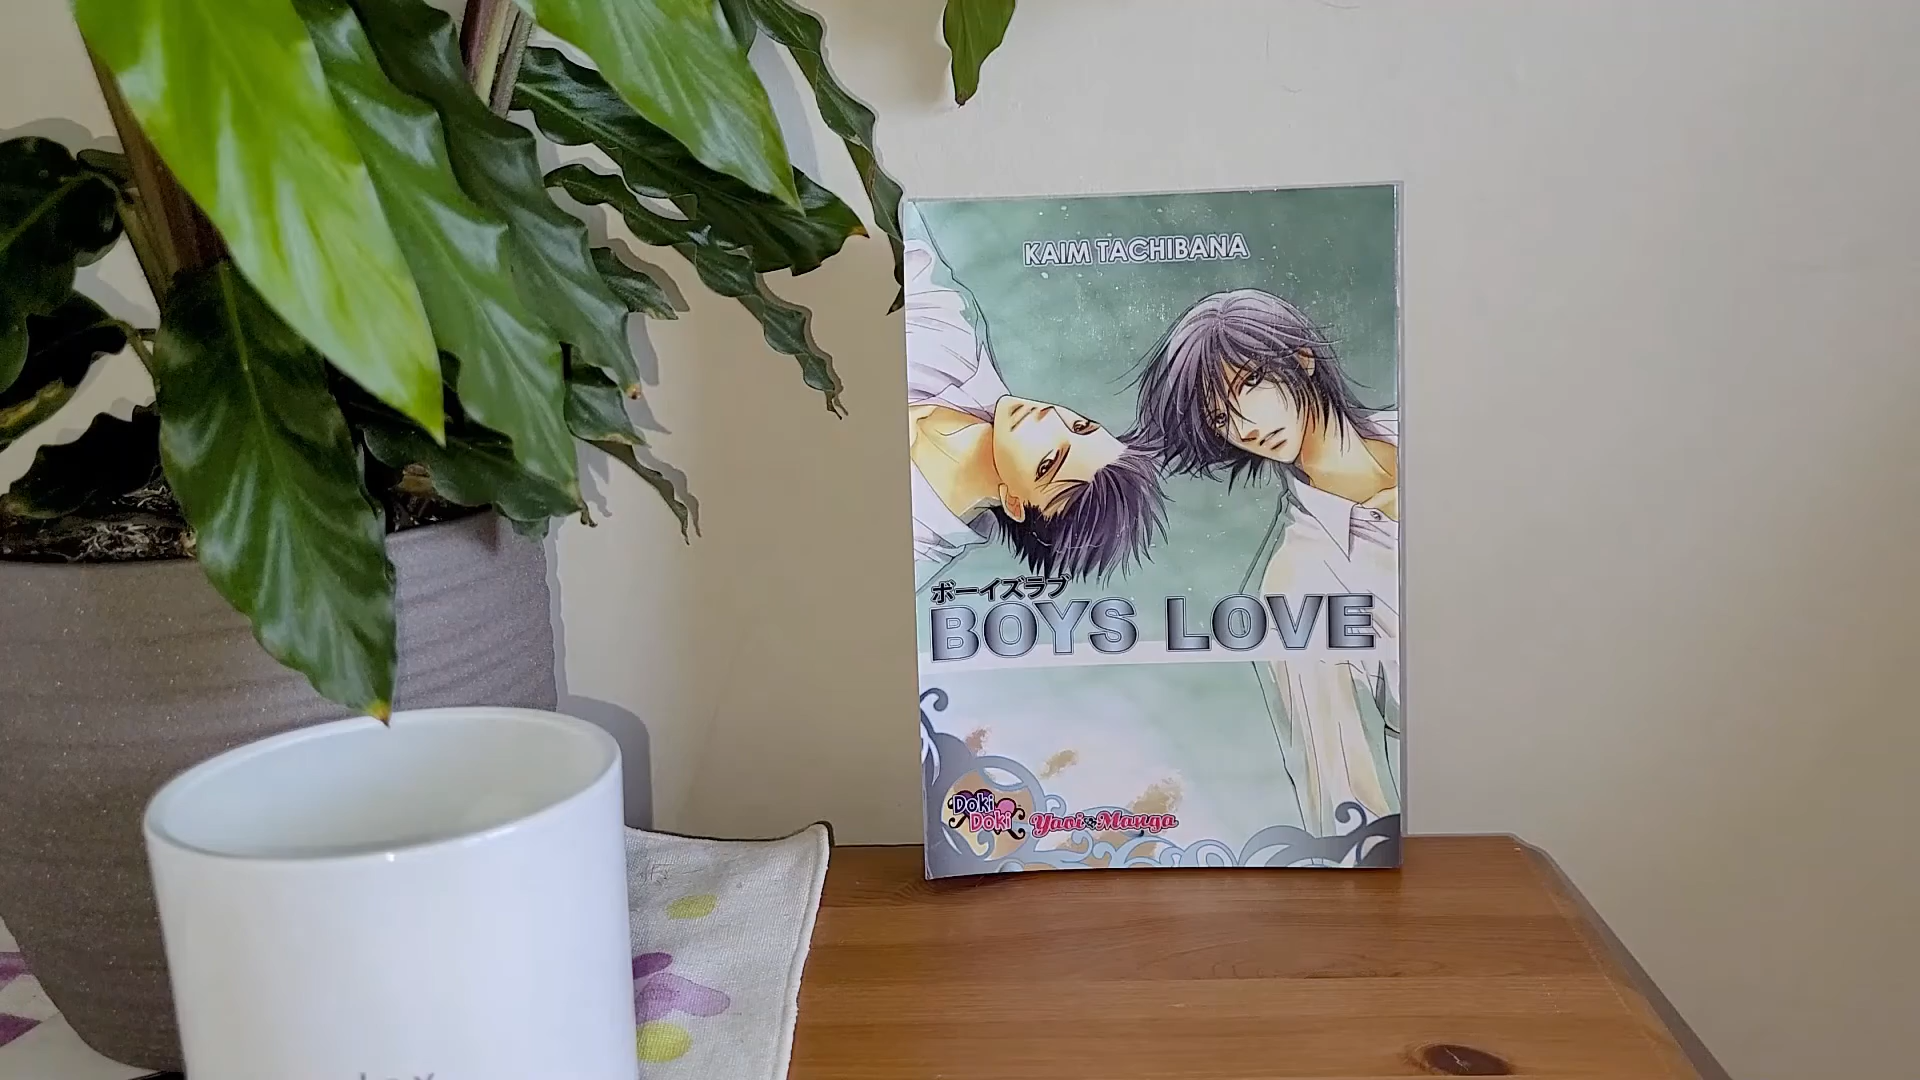 KAIM TACHIBANA
ボーイズラブ
BOYS LOVE
Doki
Doki
Yaoi Manga